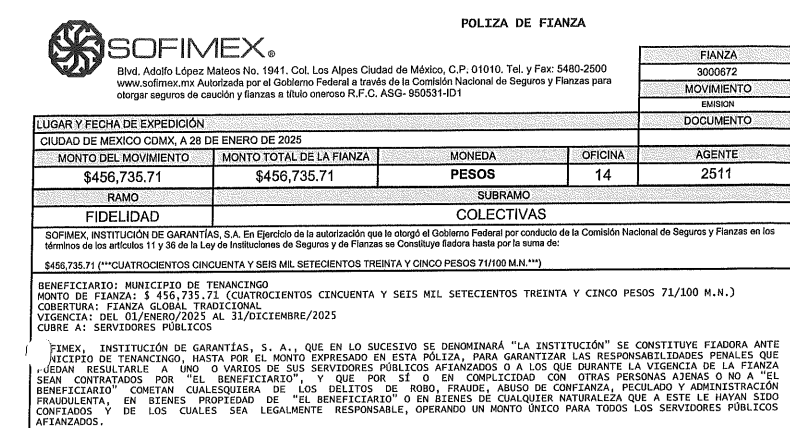 POLIZA DE FIANZA
SOFIMEX®
Blvd. Adolfo López Mateos No. 1941. Col. Los Alpes Ciudad de México, C.P. 01010. Tel. y Fax: 5480-2500
www.sofimex.mx Autorizada por el Gobierno Federal a través de la Comisión Nacional de Seguros y Fianzas para
otorgar seguros de caución y fianzas a título oneroso R.F.C. ASG- 950531-ID1
FIANZA
3000672
MOVIMIENTO
EMISION
DOCUMENTO
LUGAR Y FECHA DE EXPEDICIÓN
CIUDAD DE MEXICO CDMX, A 28 DE ENERO DE 2025
MONTO DEL MOVIMIENTO MONTO TOTAL DE LA FIANZA MONEDA OFICINA AGENTE
$456,735.71 $456,735.71 PESOS 14 2511
RAMO SUBRAMO
FIDELIDAD COLECTIVAS
SOFIMEX, INSTITUCIÓN DE GARANTÍAS, S.A. En Ejercicio de la autorización que le otorgó el Gobierno Federal por conducto de la Comisión Nacional de Seguros y Fianzas en los
términos de los artículos 11 y 36 de la Ley de Instituciones de Seguros y de Fianzas se Constituye fiadora hasta por la suma de:
$456,735.71 (***CUATROCIENTOS CINCUENTA Y SEIS MIL SETECIENTOS TREINTA Y CINCO PESOS 71/100 M.N.***)
BENEFICIARIO: MUNICIPIO DE TENANCINGO
MONTO DE FIANZA: $ 456,735.71 (CUATROCIENTOS CINCUENTA Y SEIS MIL SETECIENTOS TREINTA Y CINCO PESOS 71/100 M.N.)
COBERTURA: FIANZA GLOBAL TRADICIONAL
VIGENCIA: DEL 01/ENERO/2025 AL 31/DICIEMBRE/2025
CUBRE A: SERVIDORES PÚBLICOS
FIMEX, INSTITUCIÓN DE GARANTÍAS, S. A., QUE EN LO SUCESIVO SE DENOMINARÁ "LA INSTITUCIÓN" SE CONSTITUYE FIADORA ANTE
NICIPIO DE TENANCINGO, HASTA POR EL MONTO EXPRESADO EN ESTA PÓLIZA, PARA GARANTIZAR LAS RESPONSABILIDADES PENALES QUE
PUEDAN RESULTARLE A UNO O VARIOS DE SUS SERVIDORES PÚBLICOS AFIANZADOS O A LOS QUE DURANTE LA VIGENCIA DE LA FIANZA
SEAN CONTRATADOS POR "EL BENEFICIARIO", Y QUE POR SÍ O EN COMPLICIDAD CON OTRAS PERSONAS AJENAS O NO A "EL
BENEFICIARIO" COMETAN CUALESQUIERA DE LOS DELITOS DE ROBO, FRAUDE, ABUSO DE CONFIANZA, PECULADO Y ADMINISTRACIÓN
FRAUDULENTA, EN BIENES PROPIEDAD DE "EL BENEFICIARIO" O EN BIENES DE CUALQUIER NATURALEZA QUE A ESTE LE HAYAN SIDO
CONFIADOS Y DE LOS CUALES SEA LEGALMENTE RESPONSABLE, OPERANDO UN MONTO ÚNICO PARA TODOS LOS SERVIDORES PÚBLICOS
AFIANZADOS.